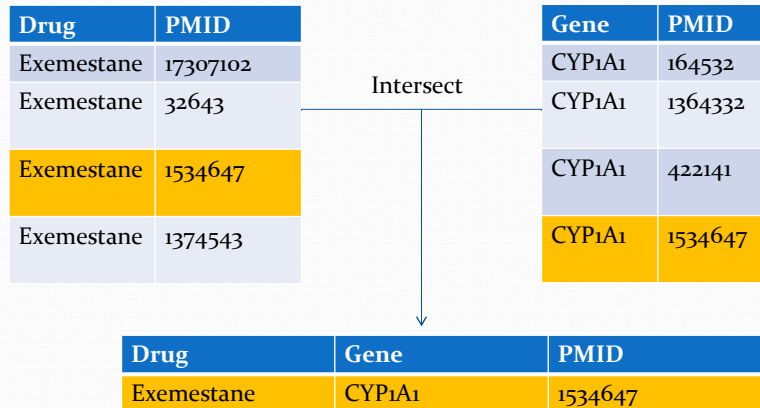 Drug PMID
Exemestane 17307102
Exemestane 32643
Exemestane 1534647
Exemestane 1374543
Intersect
Gene PMID
CYP1A1 164532
CYP1A1 1364332
CYP1A1 422141
CYP1A1 1534647
Drug Gene PMID
Exemestane CYP1A1 1534647